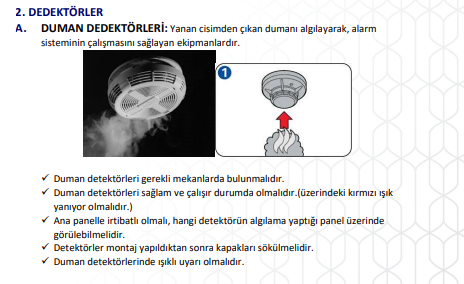 2. DEDEKTÖRLER
A. DUMAN DEDEKTÖRLERİ: Yanan cisimden çıkan dumanı algılayarak, alarm
sisteminin çalışmasını sağlayan ekipmanlardır.
1
✓ Duman detektörleri gerekli mekanlarda bulunmalıdır.
✓ Duman detektörleri sağlam ve çalışır durumda olmalıdır.(üzerindeki kırmızı ışık
yanıyor olmalıdır.)
✓ Ana panelle irtibatlı olmalı, hangi detektörün algılama yaptığı panel üzerinde
görülebilmelidir.
✓ Detektörler montaj yapıldıktan sonra kapakları sökülmelidir.
✓ Duman detektörlerinde ışıklı uyarı olmalıdır.